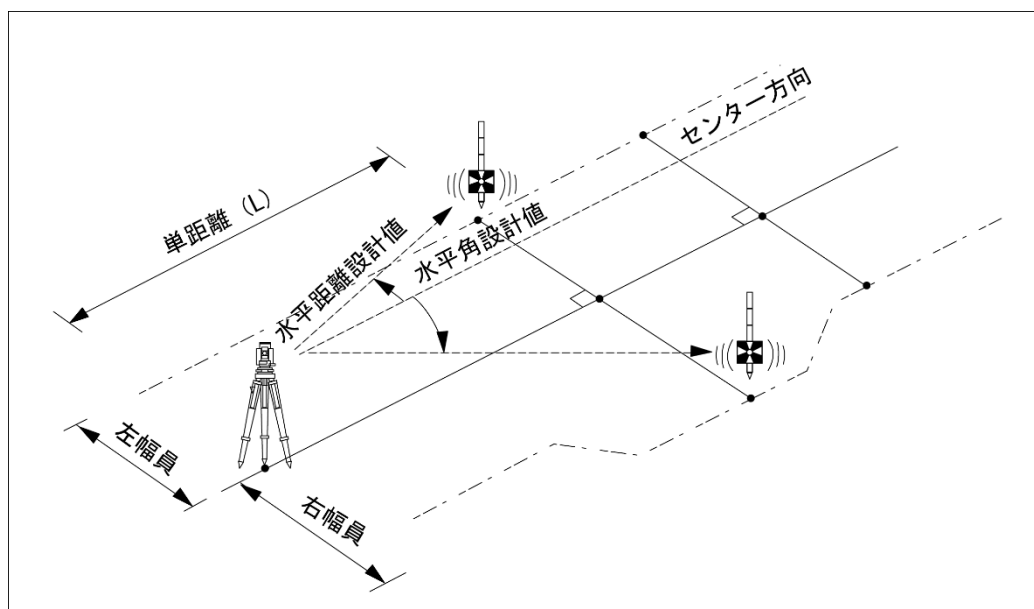 センター方向
単距離（L）
水平距離設計値
水平角設計値
左幅員
右幅員